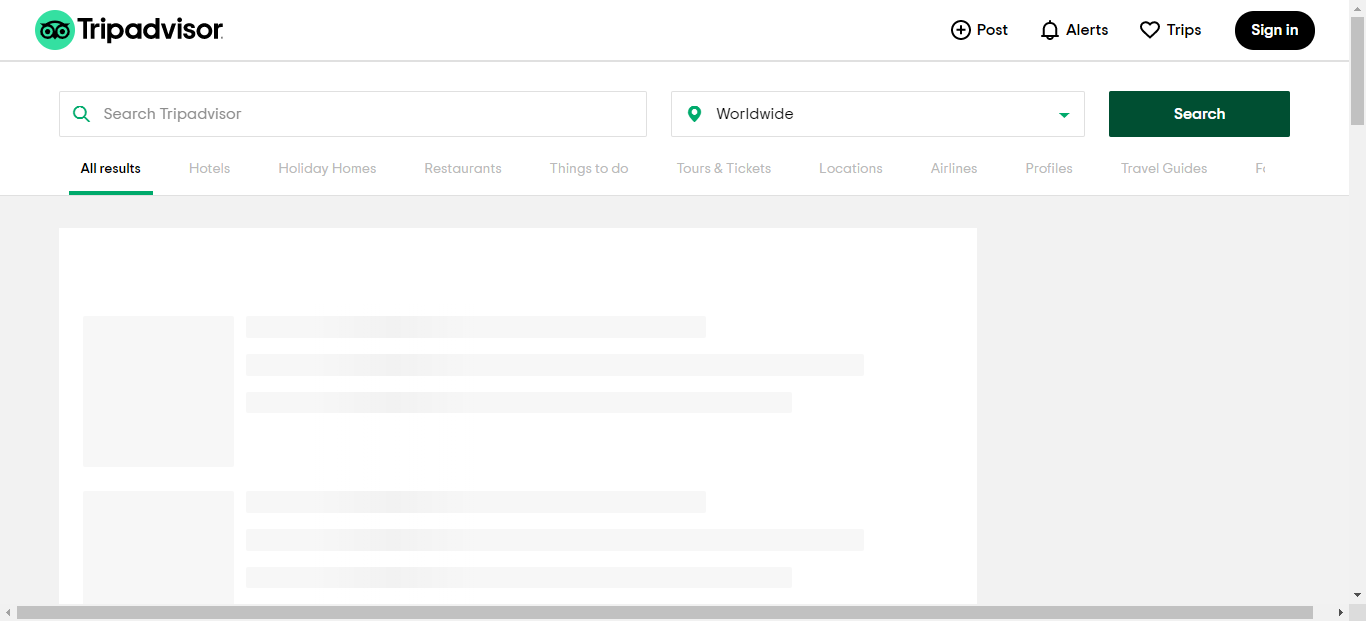 Tripadvisor
Post
Alerts
Trips
Sign in
Search Tripadvisor
Worldwide
Search
All results
Hotels
Holiday Homes
Restaurants
Things to do
Tours & Tickets
Locations
Airlines
Profiles
Travel Guides